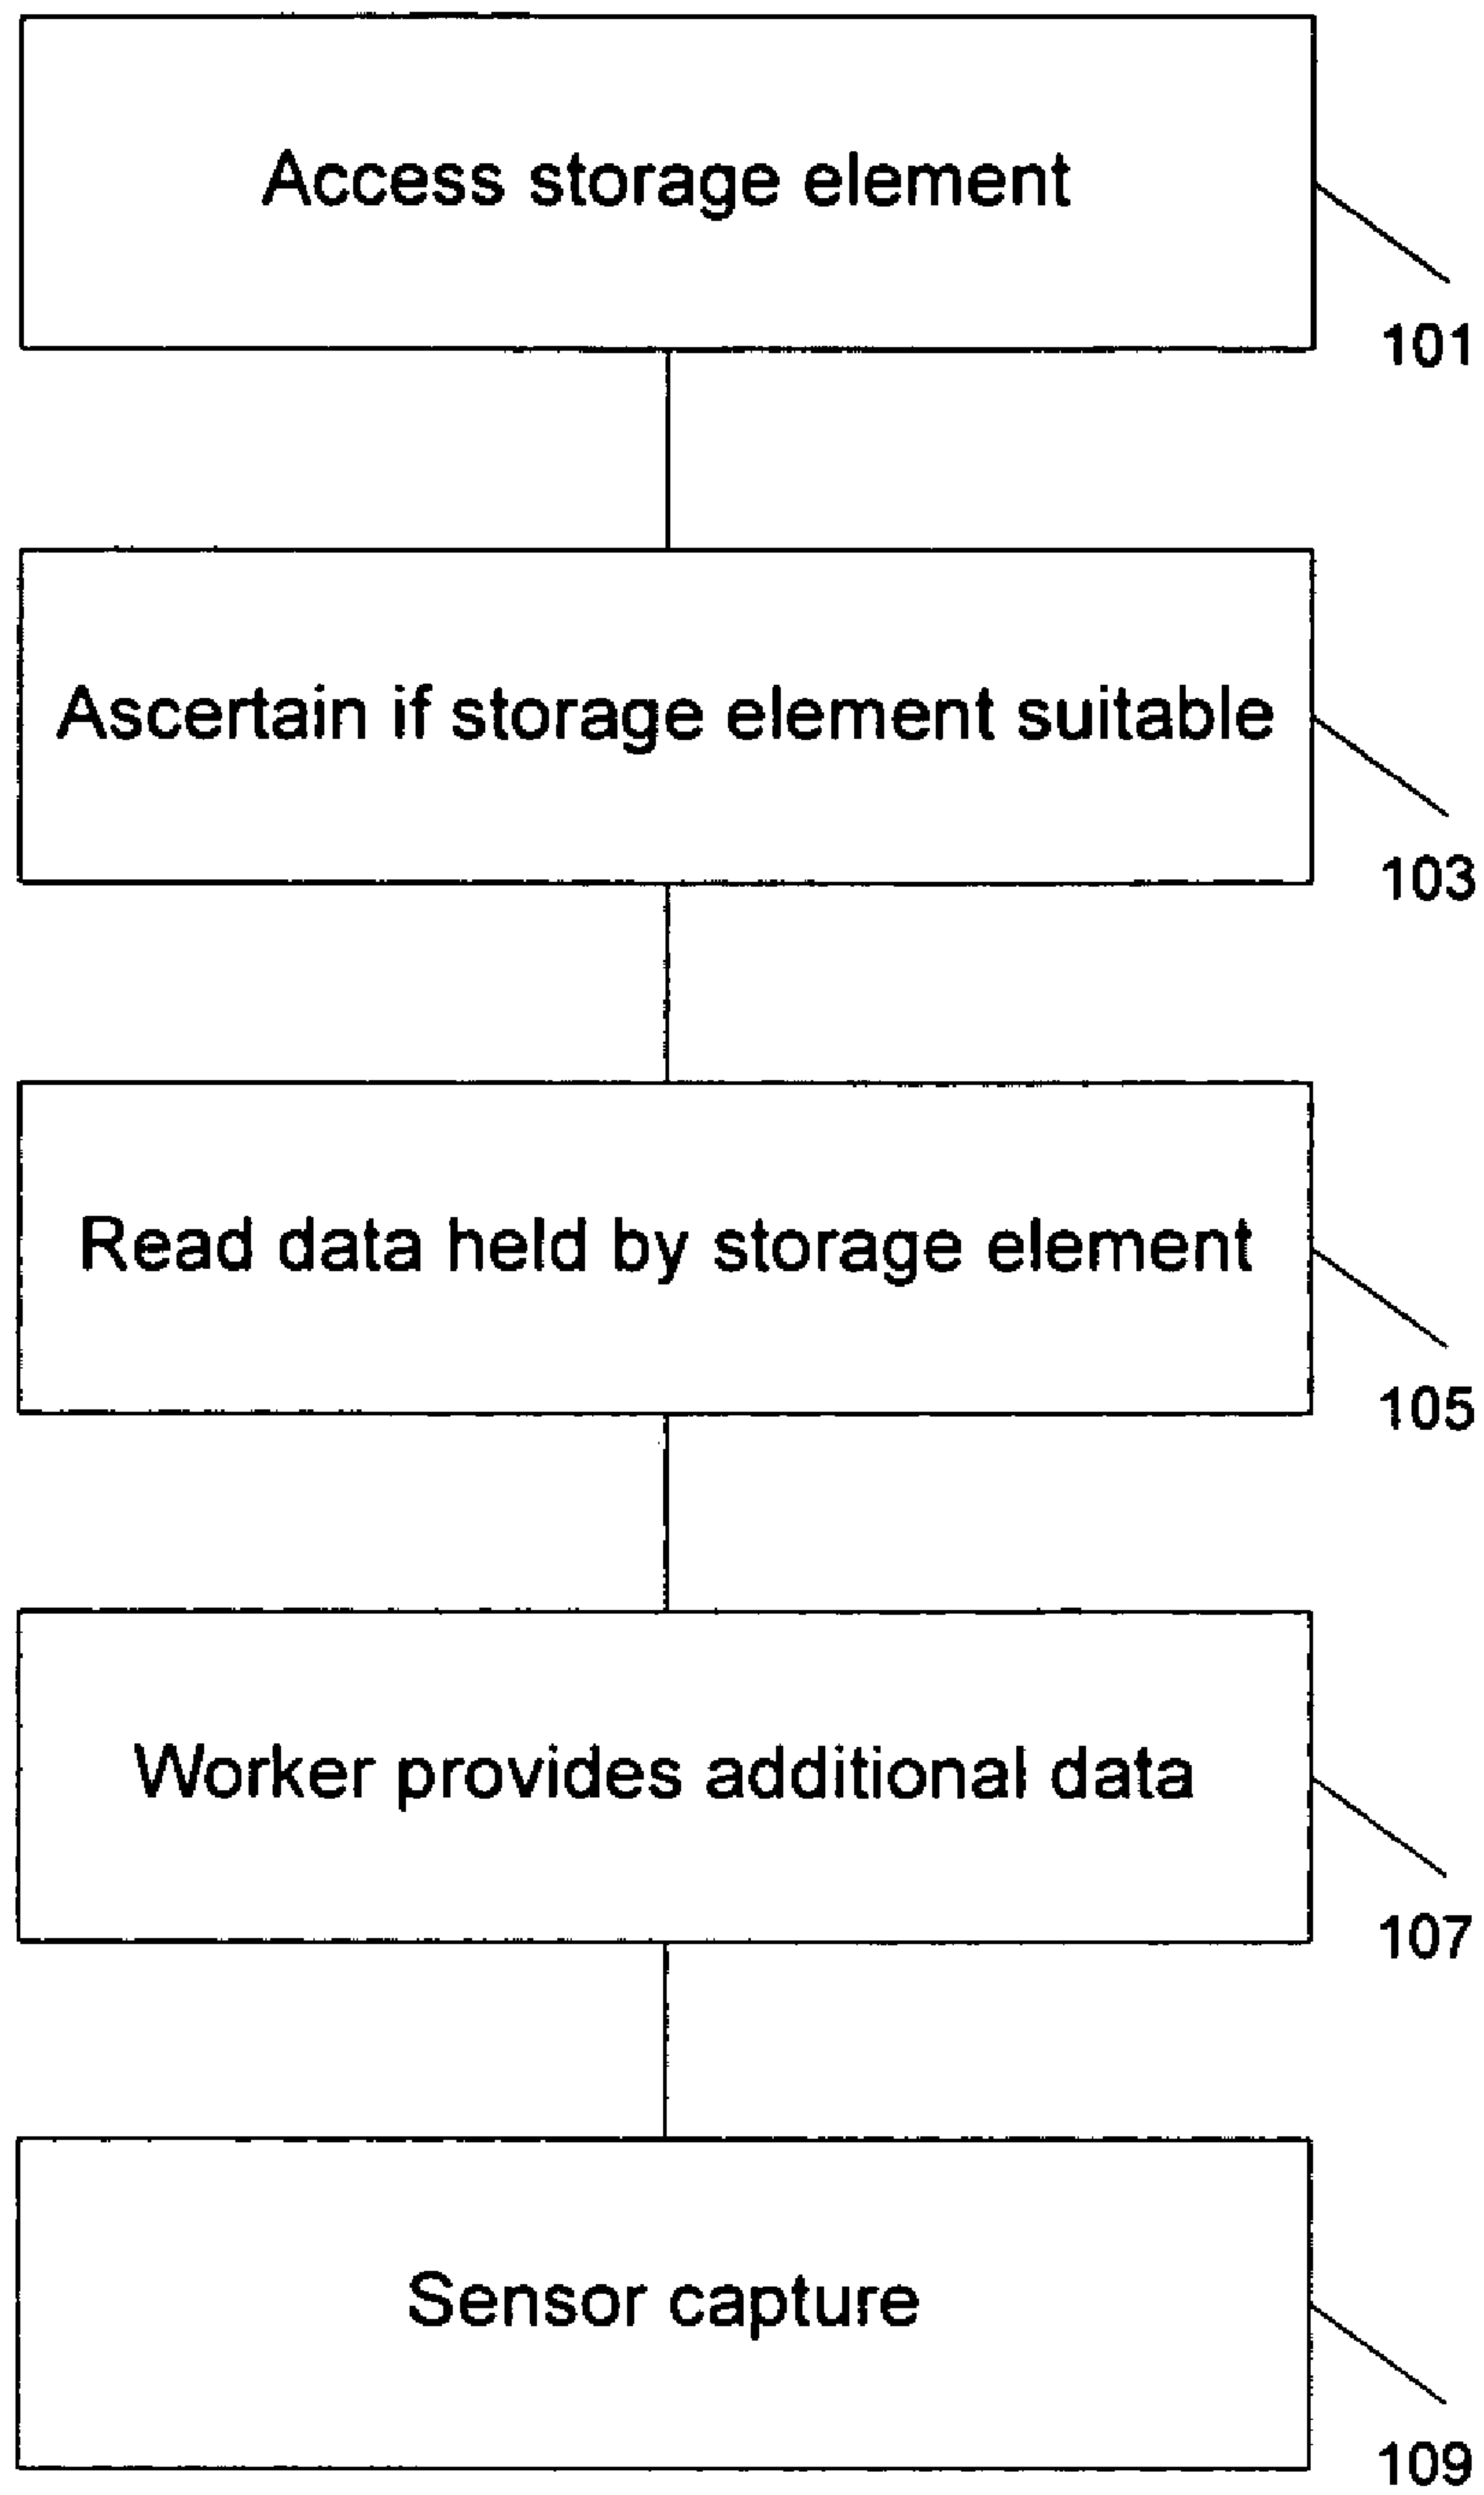 Access storage element
101
Ascertain if storage element suitable
103
Read data held by storage element
105
Worker provides additional data
107
Sensor capture
109